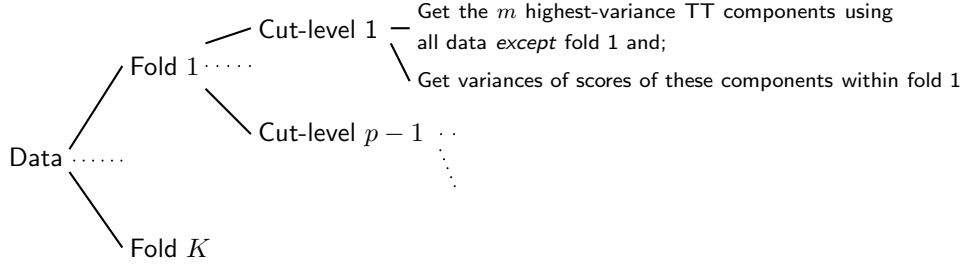 Get the m highest-variance TT components using
Cut-level 1
all data except fold 1 and;
Fold 1
Get variances of scores of these components within fold 1
Cut-level p − 1
Data
Fold K